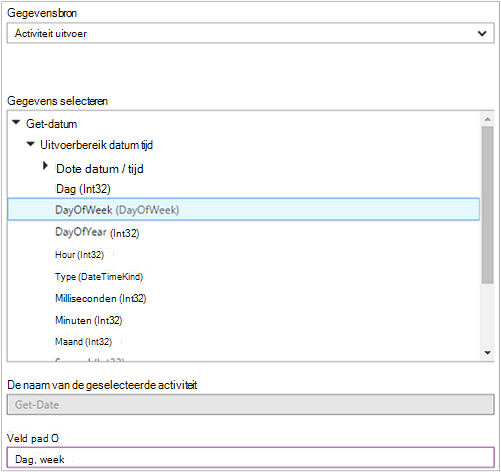 Gegevensbron
Activiteit uitvoer
Gegevens selecteren
Get-datum
Uitvoerbereik datum tijd
Dote datum / tijd
Dag (Int32)
DayOfWeek (DayOfWeek)
DayOfYear (Int32)
Hour (Int32)
Type (DateTimeKind)
Milliseconden (Int32)
Minuten (Int32)
Maand (Int32)
De naam van de geselecteerde activiteit
Get-Date
Veld pad O
Dag, week